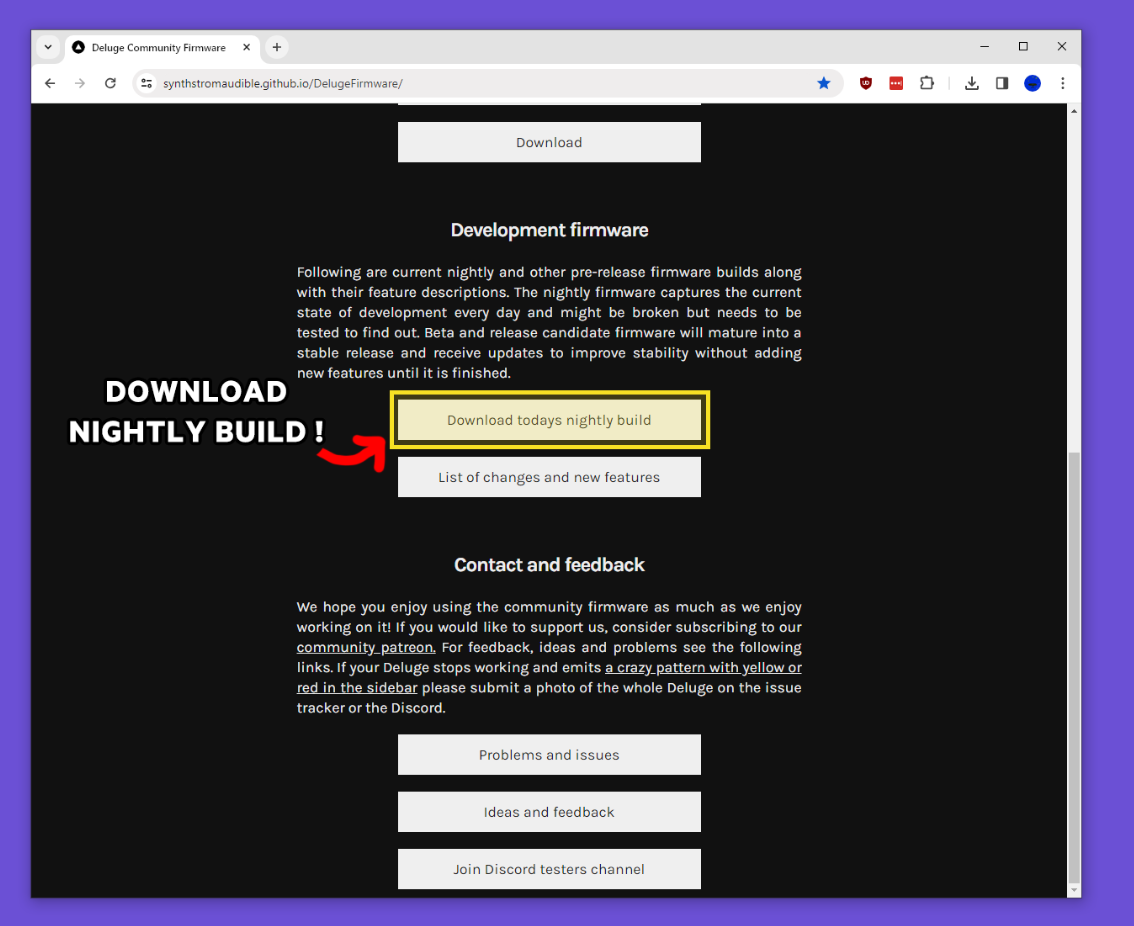 Deluge Community Firmware
synthstromaudible.github.io/DelugeFirmware/
Download
Development firmware
Following are current nightly and other pre-release firmware builds along
with their feature descriptions. The nightly firmware captures the current
state of development every day and might be broken but needs to be
tested to find out. Beta and release candidate firmware will mature into a
stable release and receive updates to improve stability without adding
new features until it is finished.
DOWNLOAD
NIGHTLY BUILD !
Download todays nightly build
List of changes and new features
Contact and feedback
We hope you enjoy using the community firmware as much as we enjoy
working on it! If you would like to support us, consider subscribing to our
community patreon. For feedback, ideas and problems see the following
links. If your Deluge stops working and emits a crazy pattern with yellow or
red in the sidebar please submit a photo of the whole Deluge on the issue
tracker or the Discord.
Problems and issues
Ideas and feedback
Join Discord testers channel